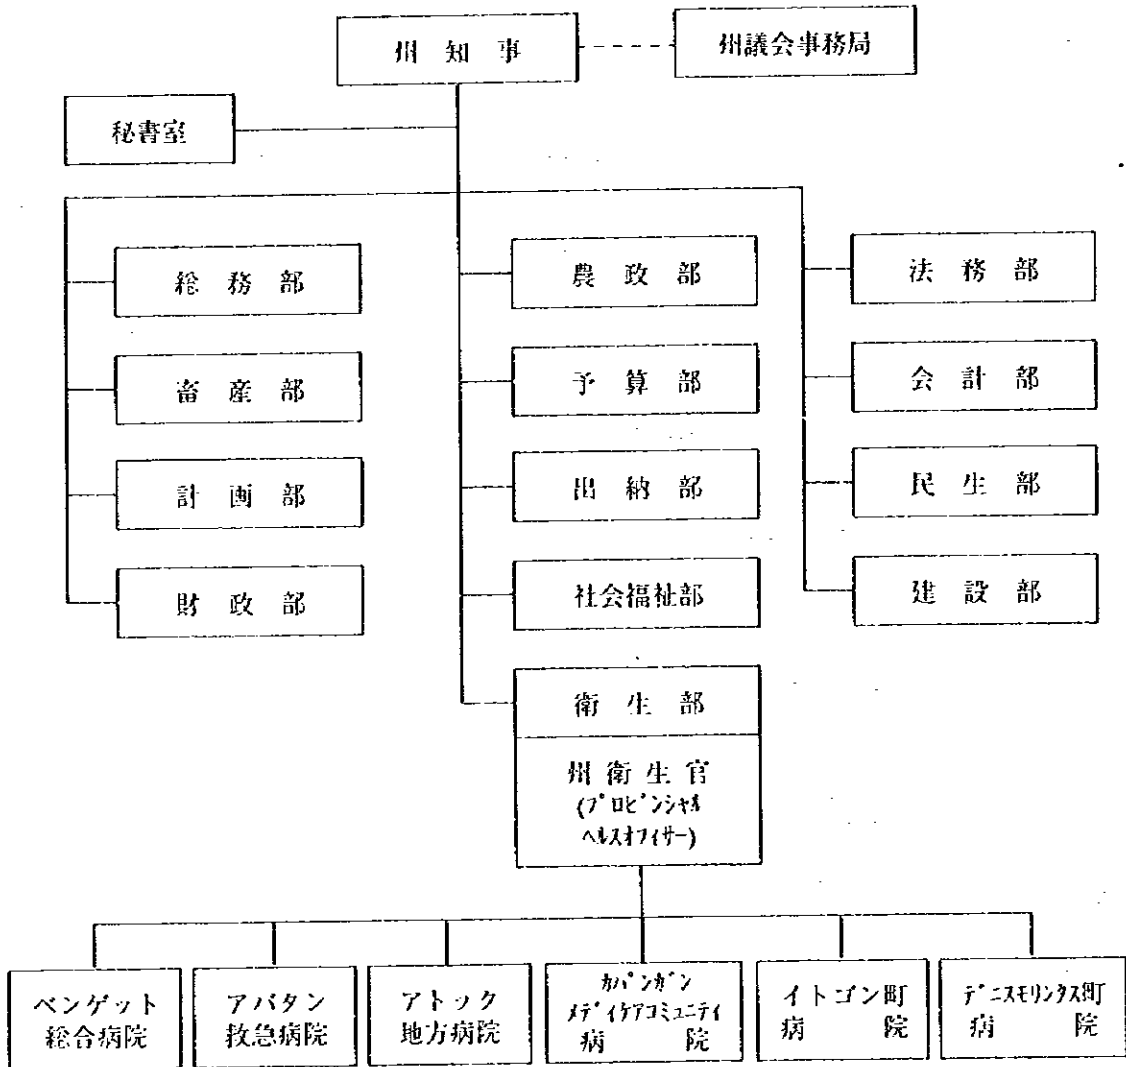 州知事
州議会事務局
秘書室
総務部
農政部
法務部
畜産部
予算部
会計部
計画部
出納部
民生部
財政部
社会福祉部
建設部
衛生部
州衛生官
(プロビンシャル
ヘルスオフィサー)
ベンゲット
総合病院
アバタン
救急病院
アトック
地方病院
カパンガン
メディケアコミュニティ
病院
イトゴン町
病院
デニスモリンタス町
病院